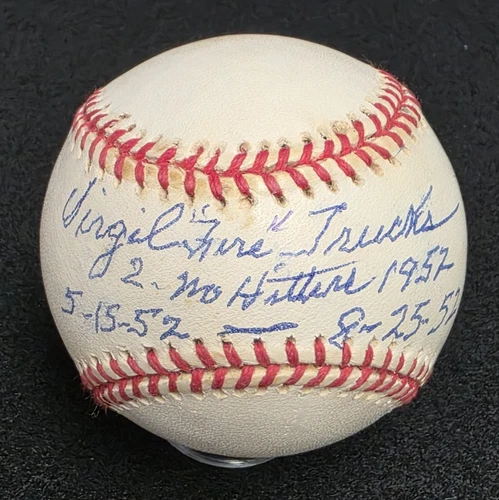 Virgil "Fire" Trucks
2. No Hitters 1952
5-15-52 — 8-25-52